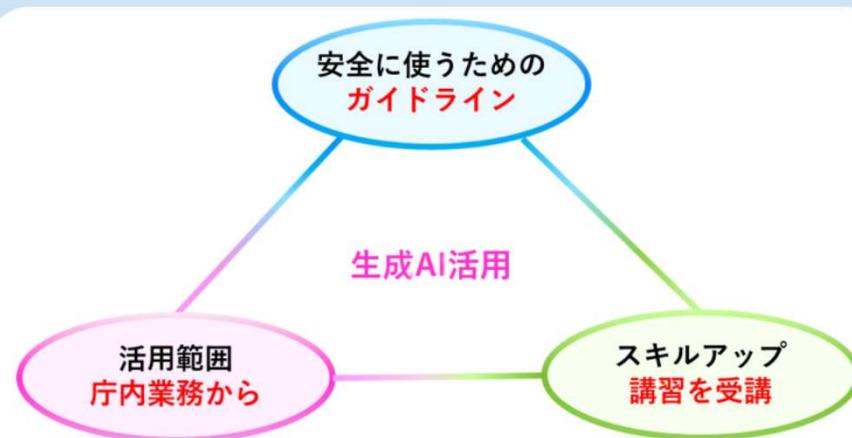 安全に使うための
ガイドライン
生成AI活用
活用範囲
庁内業務から
スキルアップ
講習を受講